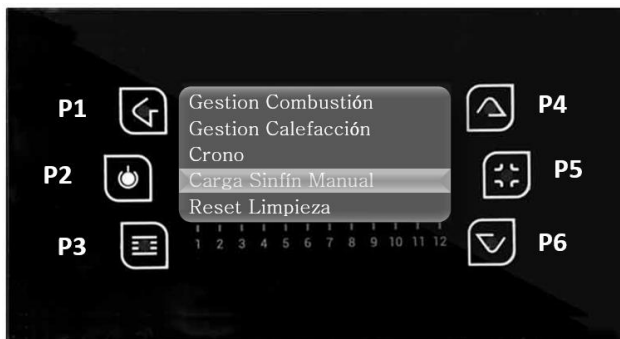 P1
P2
P3
Gestion Combustión
Gestion Calefacción
Crono
Carga Sinfín Manual
Reset Limpieza
1 2 3 4 5 6 7 8 9 10 11 12
P4
P5
P6